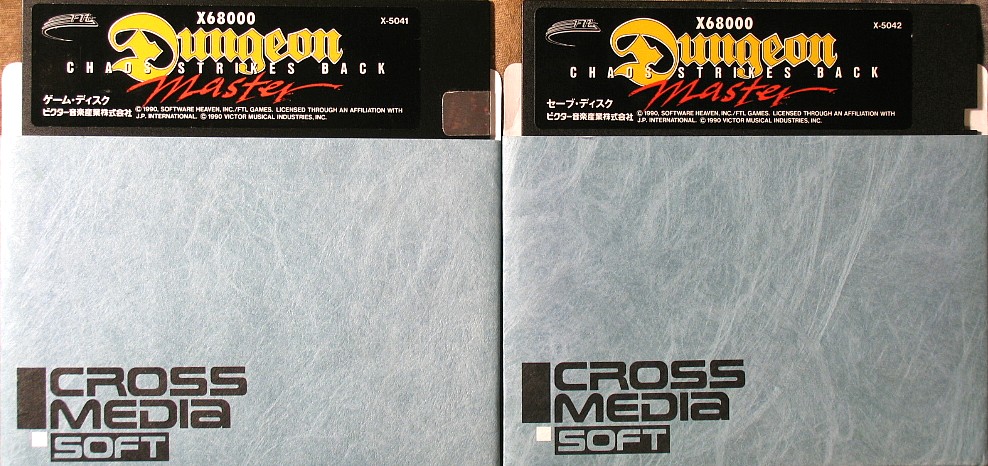 FTL
X68000
X-5041
Dungeon
CHAOS STRIKES BACK
Master
ゲーム・ディスク
ビクター音楽産業株式会社
© 1990, SOFTWARE HEAVEN, INC./FTL GAMES. LICENSED THROUGH AN AFFILIATION WITH
J.P. INTERNATIONAL. © 1990 VICTOR MUSICAL INDUSTRIES, INC.
CROSS
MEDIA
SOFT
FTL
X68000
X-5042
Dungeon
CHAOS STRIKES BACK
Master
セーブ・ディスク
ビクター音楽産業株式会社
© 1990, SOFTWARE HEAVEN, INC./FTL GAMES. LICENSED THROUGH AN AFFILIATION WITH
J.P. INTERNATIONAL. © 1990 VICTOR MUSICAL INDUSTRIES, INC.
CROSS
MEDIA
SOFT